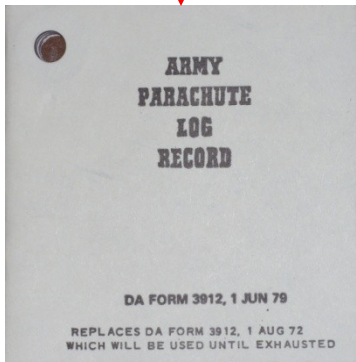 ARMY
PARACHUTE
LOG
RECORD
DA FORM 3912, 1 JUN 79
REPLACES DA FORM 3912, 1 AUG 72
WHICH WILL BE USED UNTIL EXHAUSTED